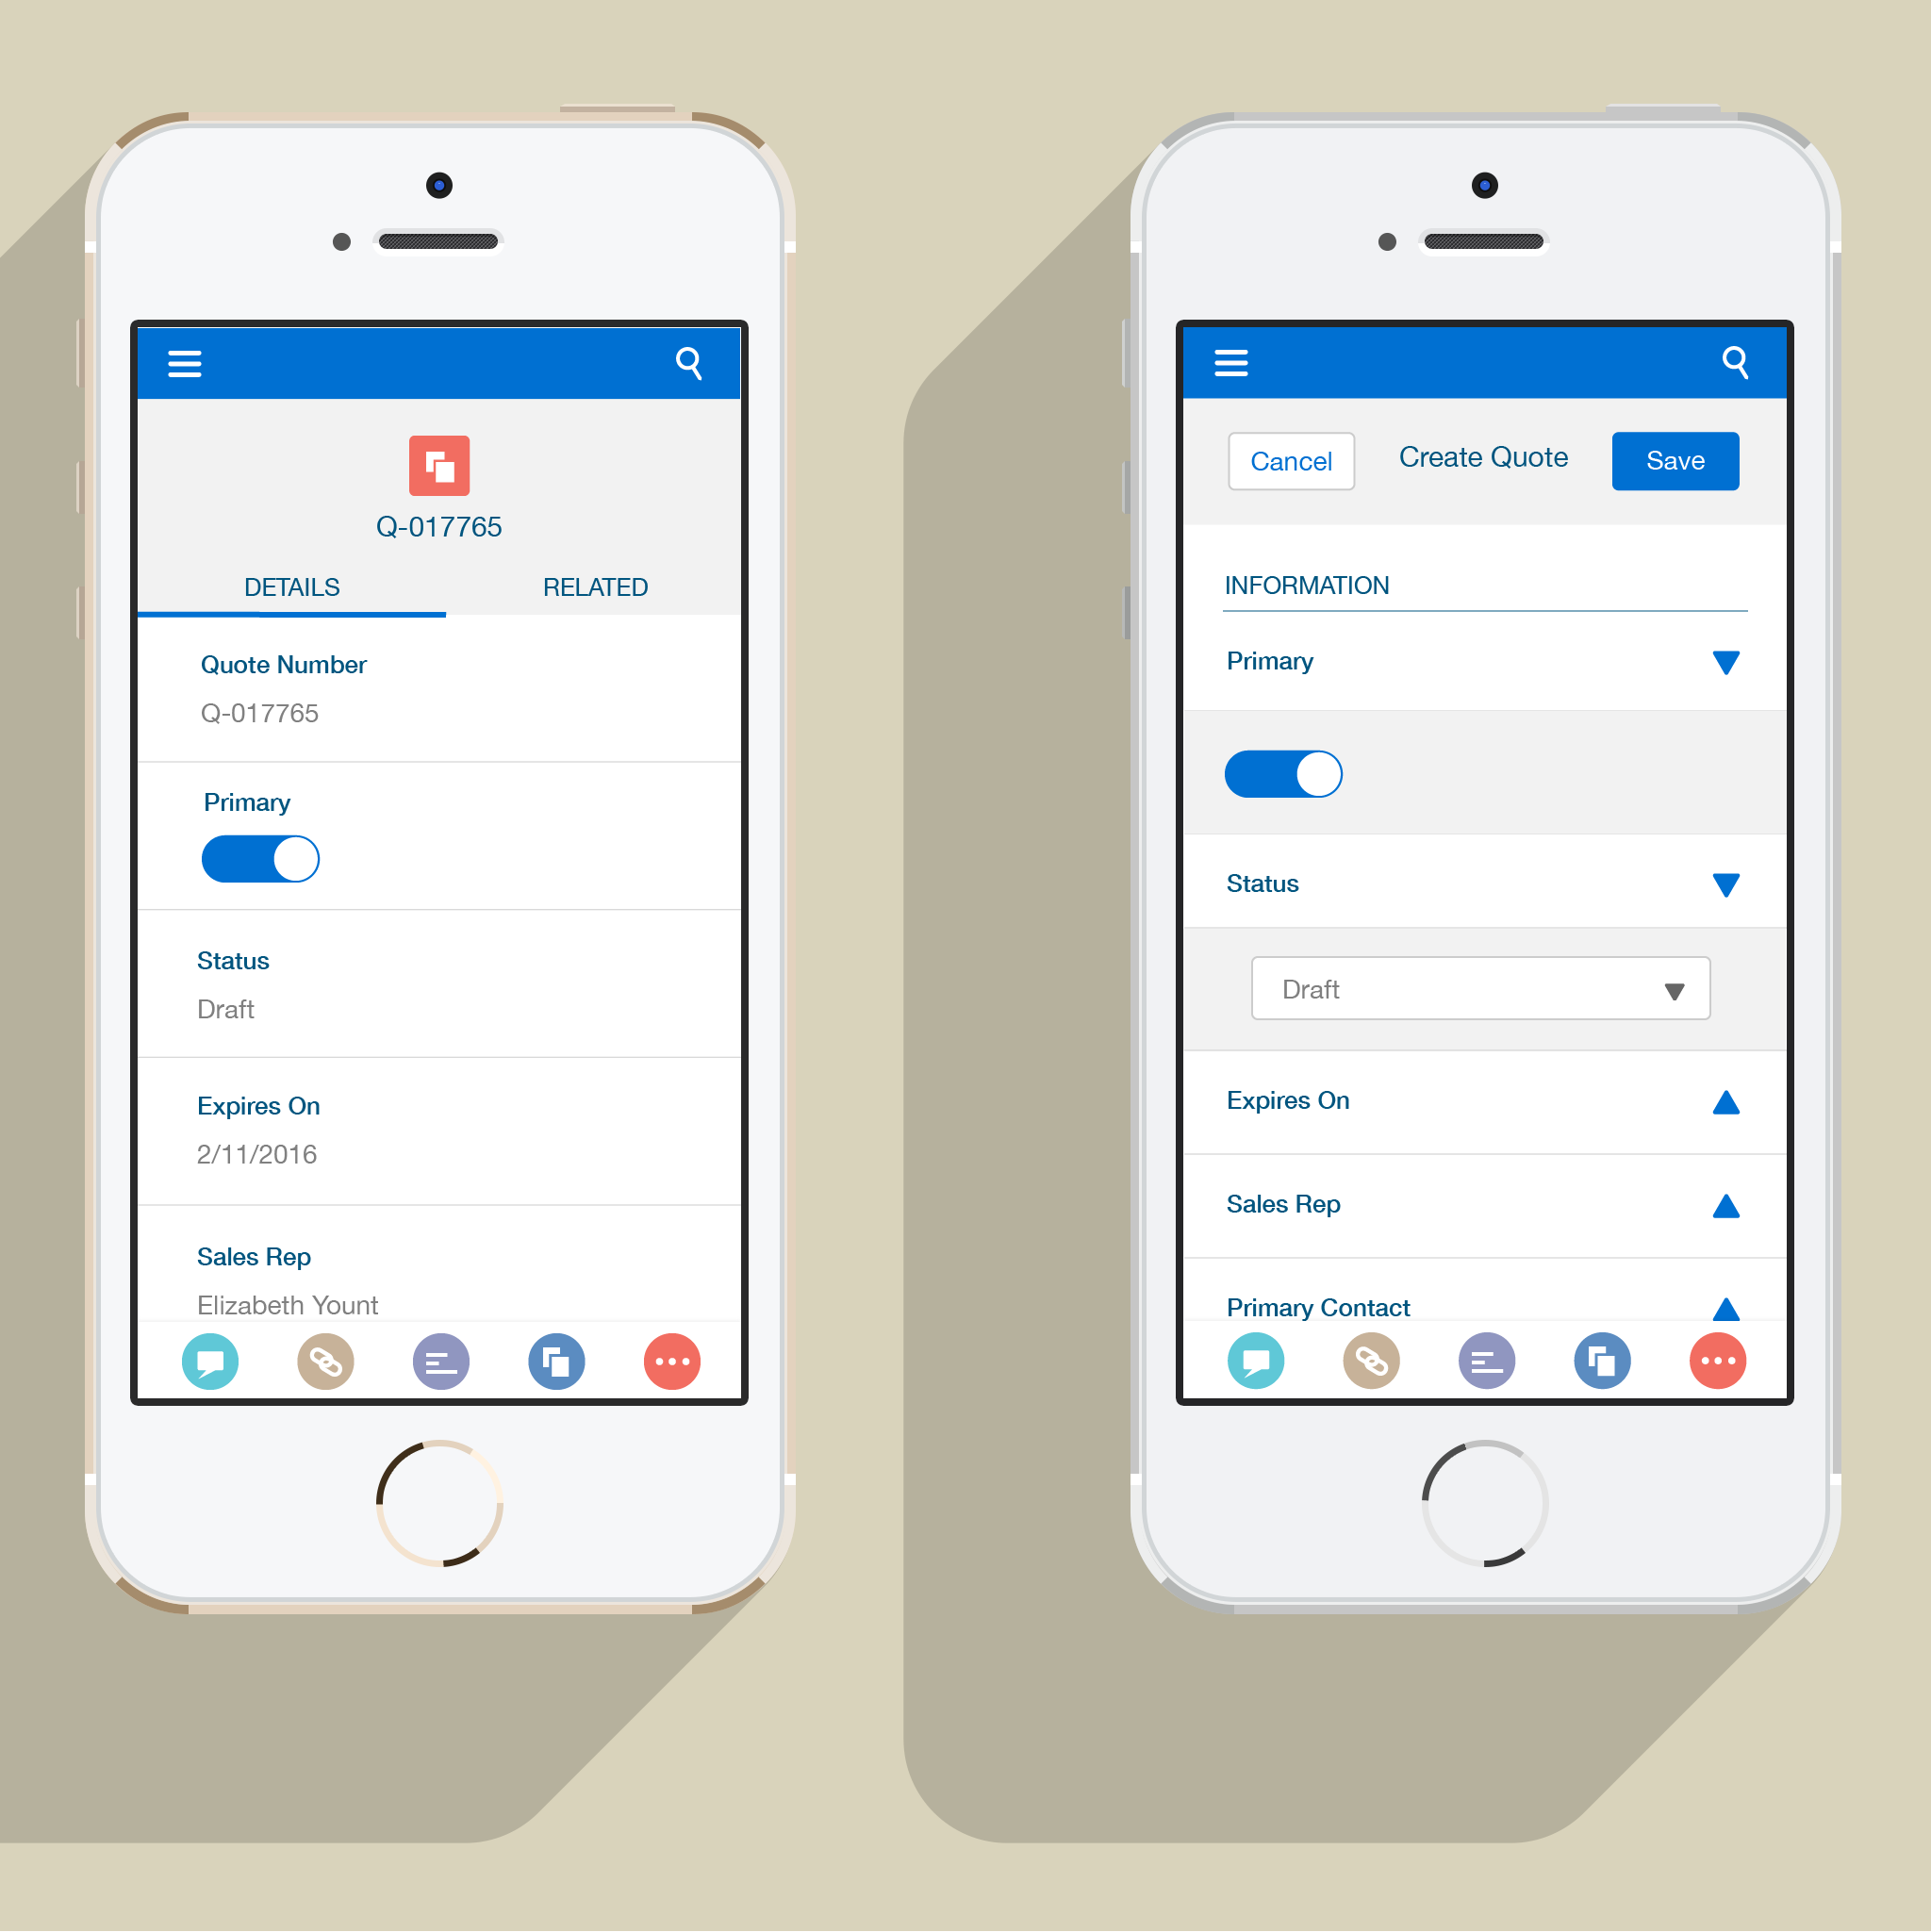 Q-017765
DETAILS RELATED
Quote Number
Q-017765
Primary
Status
Draft
Expires On
2/11/2016
Sales Rep
Elizabeth Yount
Cancel Create Quote Save
INFORMATION
Primary
Status
Draft
Expires On
Sales Rep
Primary Contact